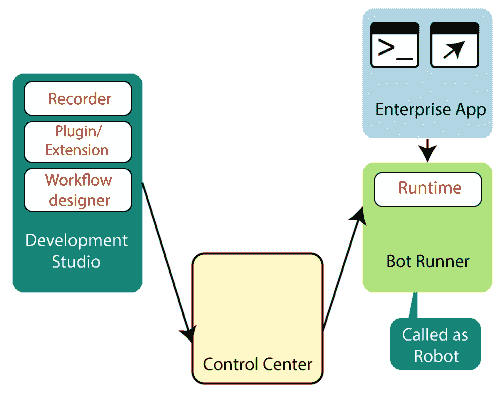 Recorder
Plugin/
Extension
Workflow
designer
Development
Studio
Control Center
>_
Enterprise App
Runtime
Bot Runner
Called as
Robot